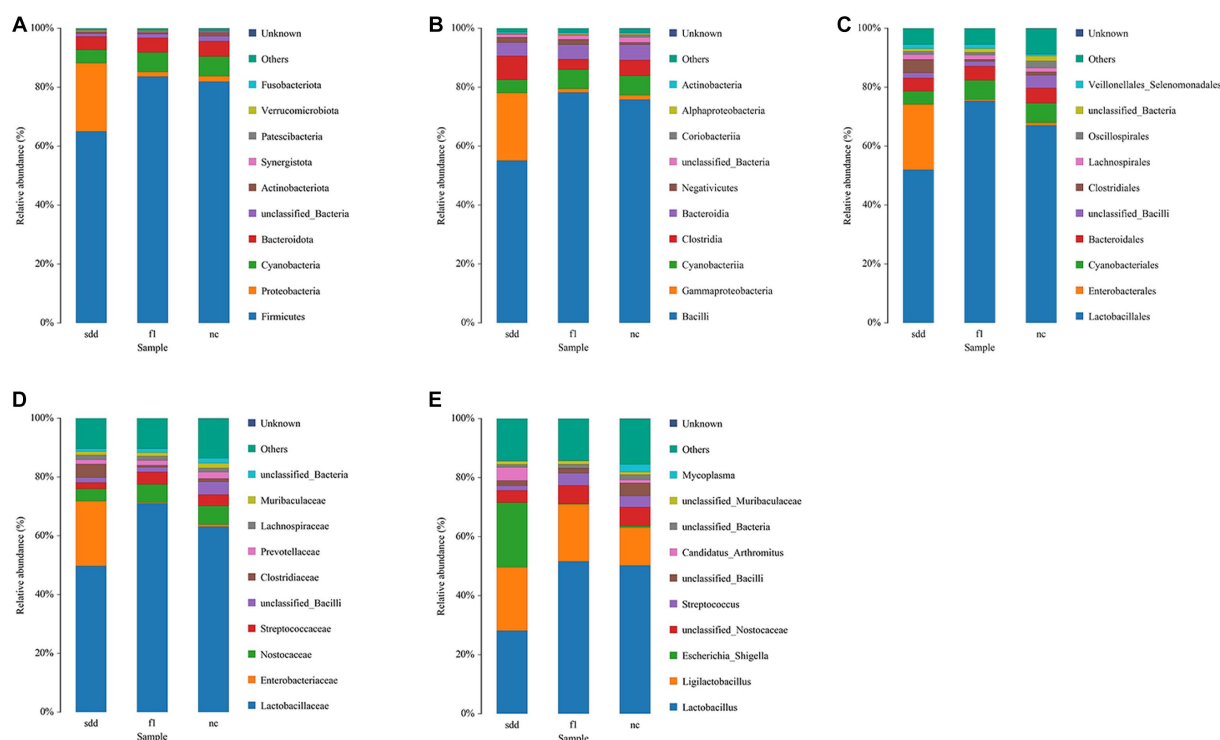 A
Relative abundance (%)
100%
80%
60%
40%
20%
0%
sdd f1 nc
Sample
Unknown
Others
Fusobacteriota
Verrucomicrobiota
Patescibacteria
Synergistota
Actinobacteriota
unclassified_Bacteria
Bacteroidota
Cyanobacteria
Proteobacteria
Firmicutes
B
Relative abundance (%)
100%
80%
60%
40%
20%
0%
sdd f1 nc
Sample
Unknown
Others
Actinobacteria
Alphaproteobacteria
Coriobacteriia
unclassified_Bacteria
Negativicutes
Bacteroidia
Clostridia
Cyanobacteriia
Gammaproteobacteria
Bacilli
C
Relative abundance (%)
100%
80%
60%
40%
20%
0%
sdd f1 nc
Sample
Unknown
Others
Veillonellales_Selenomonadales
unclassified_Bacteria
Oscillospirales
Lachnospirales
Clostridiales
unclassified_Bacilli
Bacteroidales
Cyanobacteriales
Enterobacterales
Lactobacillales
D
Relative abundance (%)
100%
80%
60%
40%
20%
0%
sdd f1 nc
Sample
Unknown
Others
unclassified_Bacteria
Muribaculaceae
Lachnospiraceae
Prevotellaceae
Clostridiaceae
unclassified_Bacilli
Streptococcaceae
Nostocaceae
Enterobacteriaceae
Lactobacillaceae
E
Relative abundance (%)
100%
80%
60%
40%
20%
0%
sdd f1 nc
Sample
Unknown
Others
Mycoplasma
unclassified_Muribaculaceae
unclassified_Bacteria
Candidatus_Arthromitus
unclassified_Bacilli
Streptococcus
unclassified_Nostocaceae
Escherichia_Shigella
Ligilactobacillus
Lactobacillus